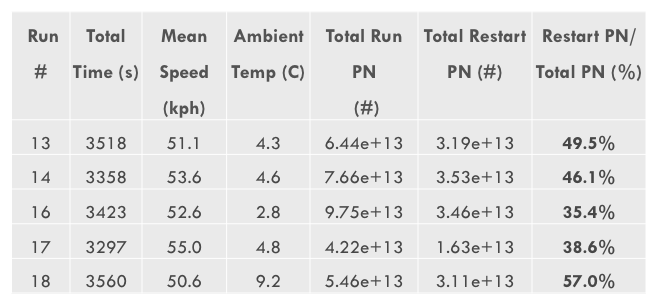 Run Total Mean Ambient Total Run Total Restart Restart PN/
# Time (s) Speed Temp (C) PN PN (#) Total PN (%)
(kph) (#)
13 3518 51.1 4.3 6.44e+13 3.19e+13 49.5%
14 3358 53.6 4.6 7.66e+13 3.53e+13 46.1%
16 3423 52.6 2.8 9.75e+13 3.46e+13 35.4%
17 3297 55.0 4.8 4.22e+13 1.63e+13 38.6%
18 3560 50.6 9.2 5.46e+13 3.11e+13 57.0%